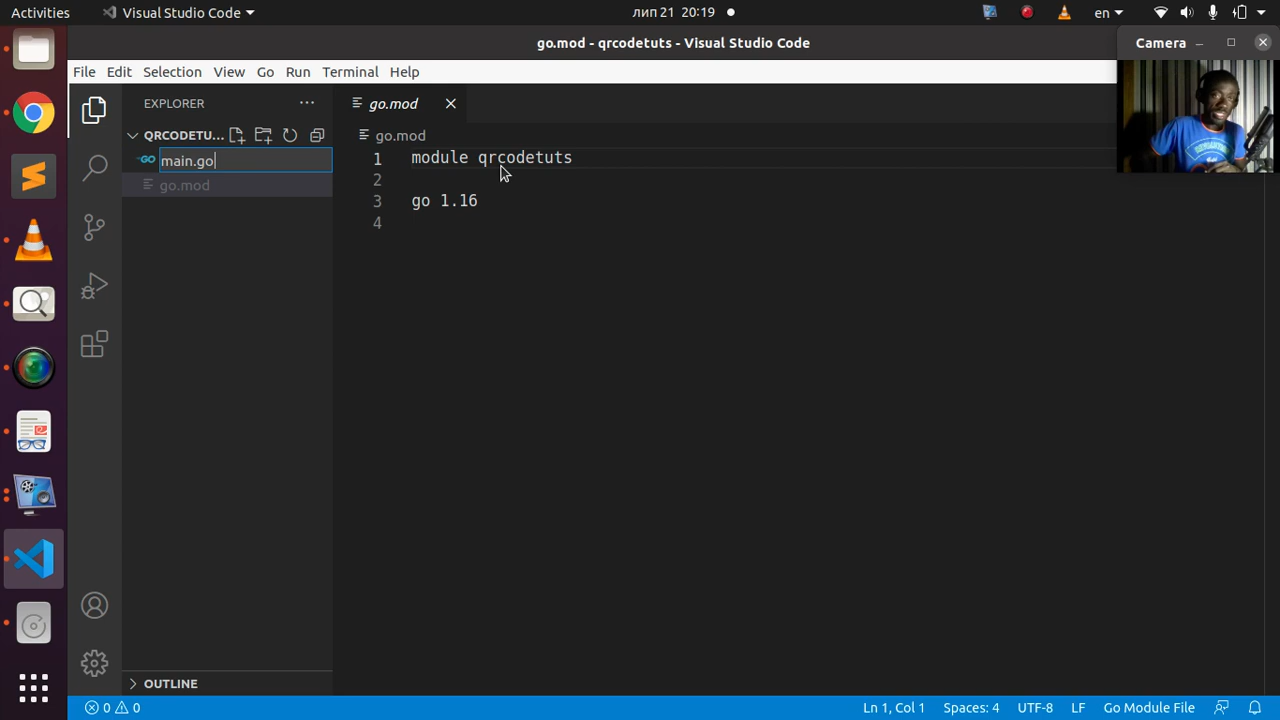 Activities Visual Studio Code лип 21 20:19 en
go.mod - qrcodetuts - Visual Studio Code
Camera
File Edit Selection View Go Run Terminal Help
EXPLORER
go.mod
QRCODETU...
go.mod
GO main.go
go.mod
1 module qrcodetuts
2
3 go 1.16
4
OUTLINE
0 0 Ln 1, Col 1 Spaces: 4 UTF-8 LF Go Module File